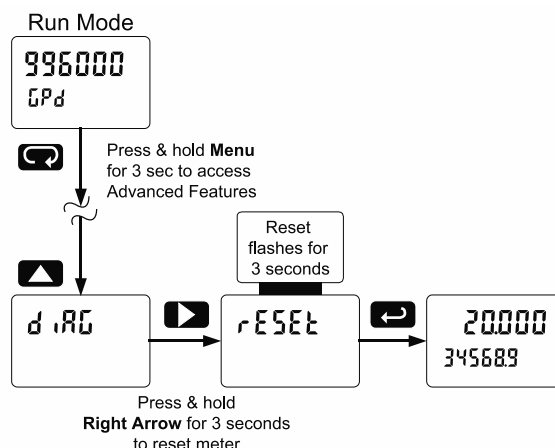 Run Mode
996000
GPd
Press & hold Menu
for 3 sec to access
Advanced Features
Reset
flashes for
3 seconds
diAG
rESEt
20.000
34568.9
Press & hold
Right Arrow for 3 seconds
to reset meter